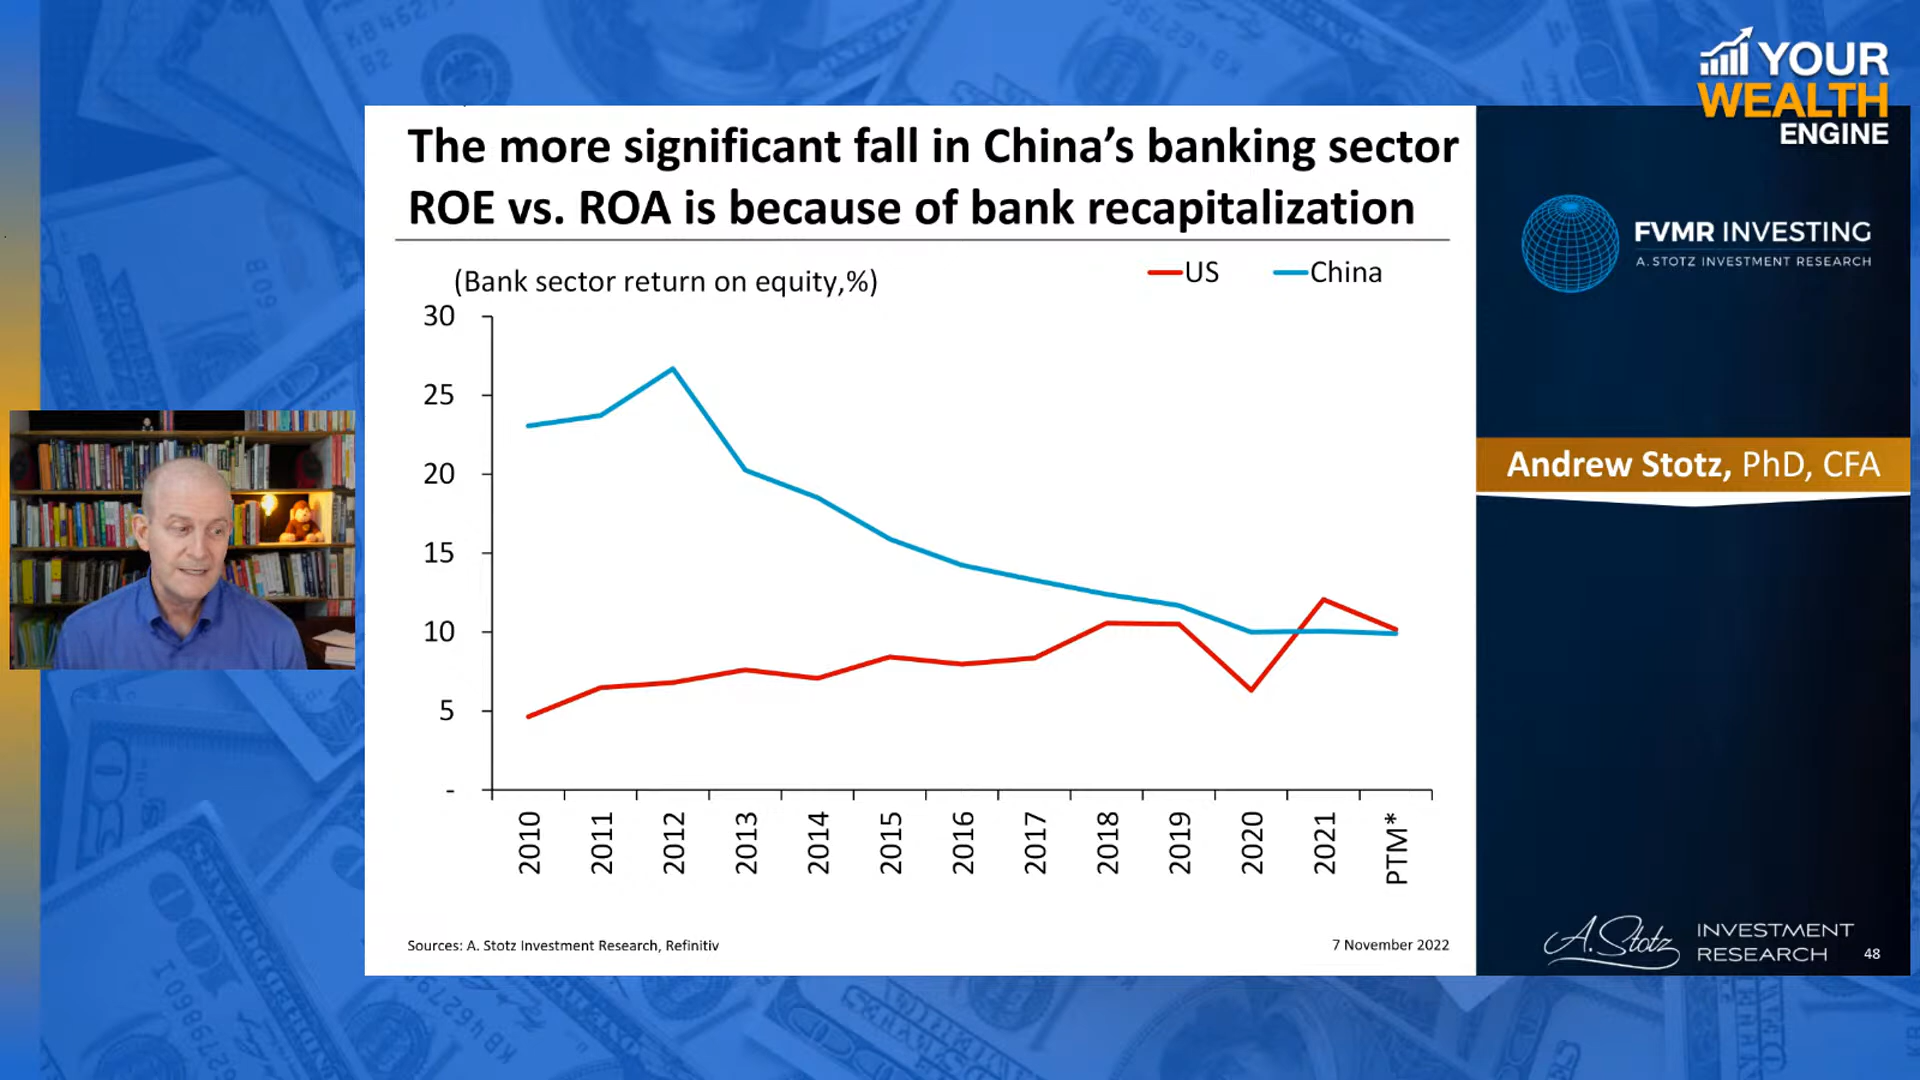 YOUR
WEALTH
ENGINE
The more significant fall in China's banking sector
ROE vs. ROA is because of bank recapitalization
(Bank sector return on equity,%)
US
China
30
25
20
15
10
5
-
2010
2011
2012
2013
2014
2015
2016
2017
2018
2019
2020
2021
PTM*
Sources: A. Stotz Investment Research, Refinitiv
7 November 2022
FVMR INVESTING
A. STOTZ INVESTMENT RESEARCH
Andrew Stotz, PhD, CFA
A. Stotz
INVESTMENT
RESEARCH
48